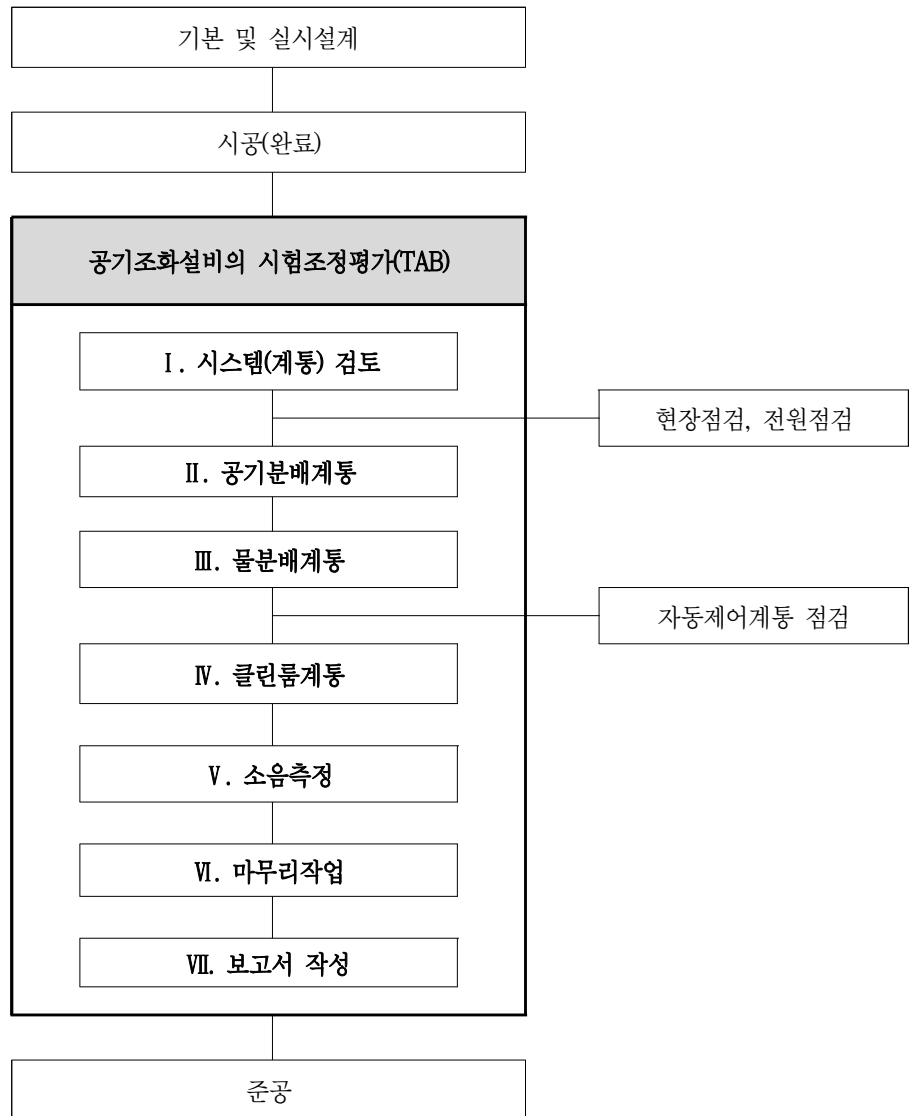 기본 및 실시설계
시공(완료)
공기조화설비의 시험조정평가(TAB)
Ⅰ. 시스템(계통) 검토
현장점검, 전원점검
Ⅱ. 공기분배계통
Ⅲ. 물분배계통
자동제어계통 점검
Ⅳ. 클린룸계통
Ⅴ. 소음측정
Ⅵ. 마무리작업
Ⅶ. 보고서 작성
준공